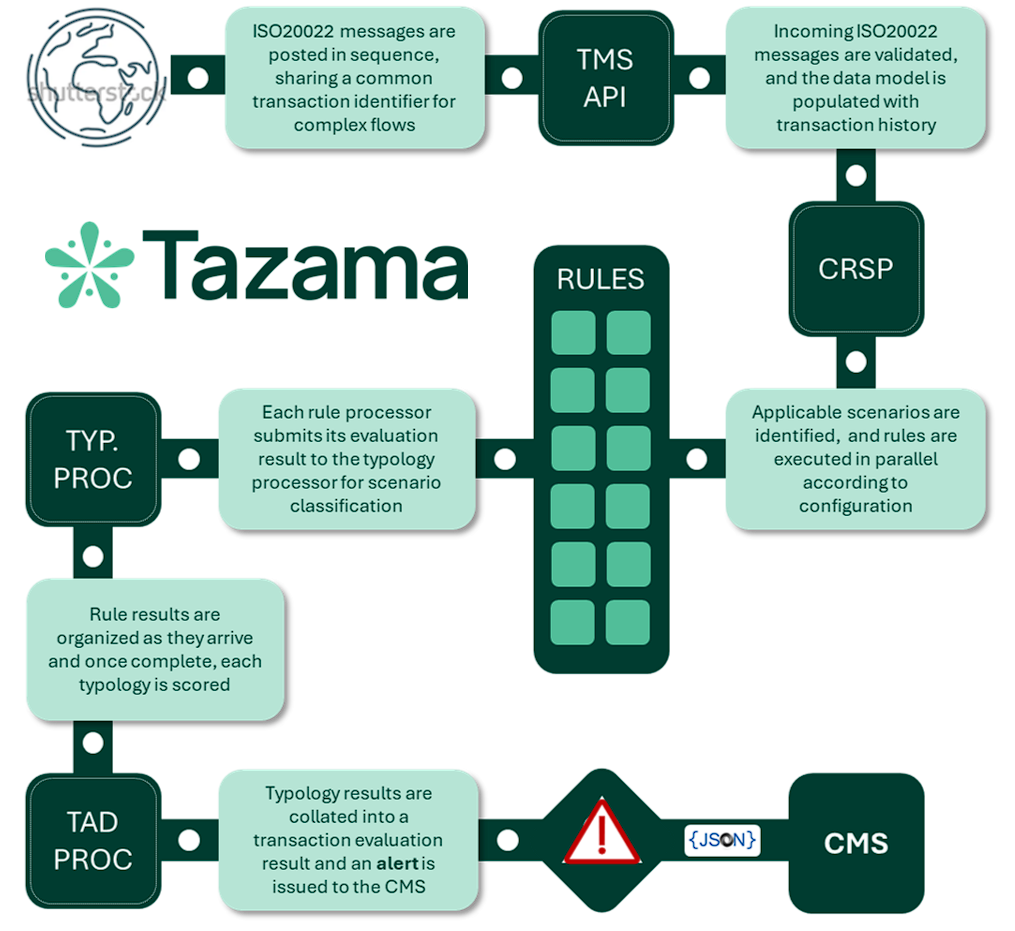 shutterstock
ISO20022 messages are
posted in sequence,
sharing a common
transaction identifier for
complex flows
TMS
API
Incoming ISO20022
messages are validated,
and the data model is
populated with
transaction history
CRSP
Tazama
RULES
Applicable scenarios are
identified, and rules are
executed in parallel
according to
configuration
Each rule processor
submits its evaluation
result to the typology
processor for scenario
classification
TYP.
PROC
Rule results are
organized as they arrive
and once complete, each
typology is scored
TAD
PROC
Typology results are
collated into a
transaction evaluation
result and an alert is
issued to the CMS
!
{JSON}
CMS